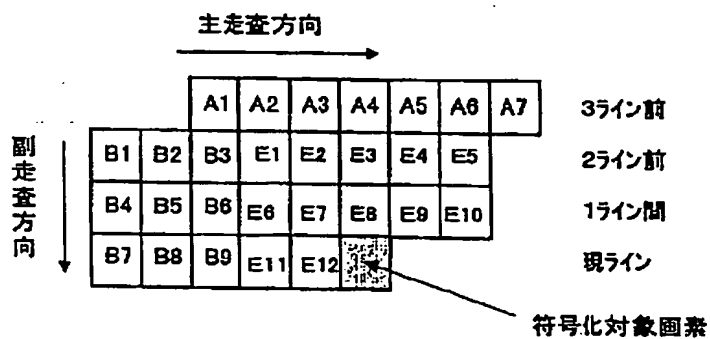 主走査方向
A1 A2 A3 A4 A5 A6 A7 3ライン前
副走査方向
B1 B2 B3 E1 E2 E3 E4 E5 2ライン前
B4 B5 B6 E6 E7 E8 E9 E10 1ライン間
B7 B8 B9 E11 E12 現ライン
符号化対象画素